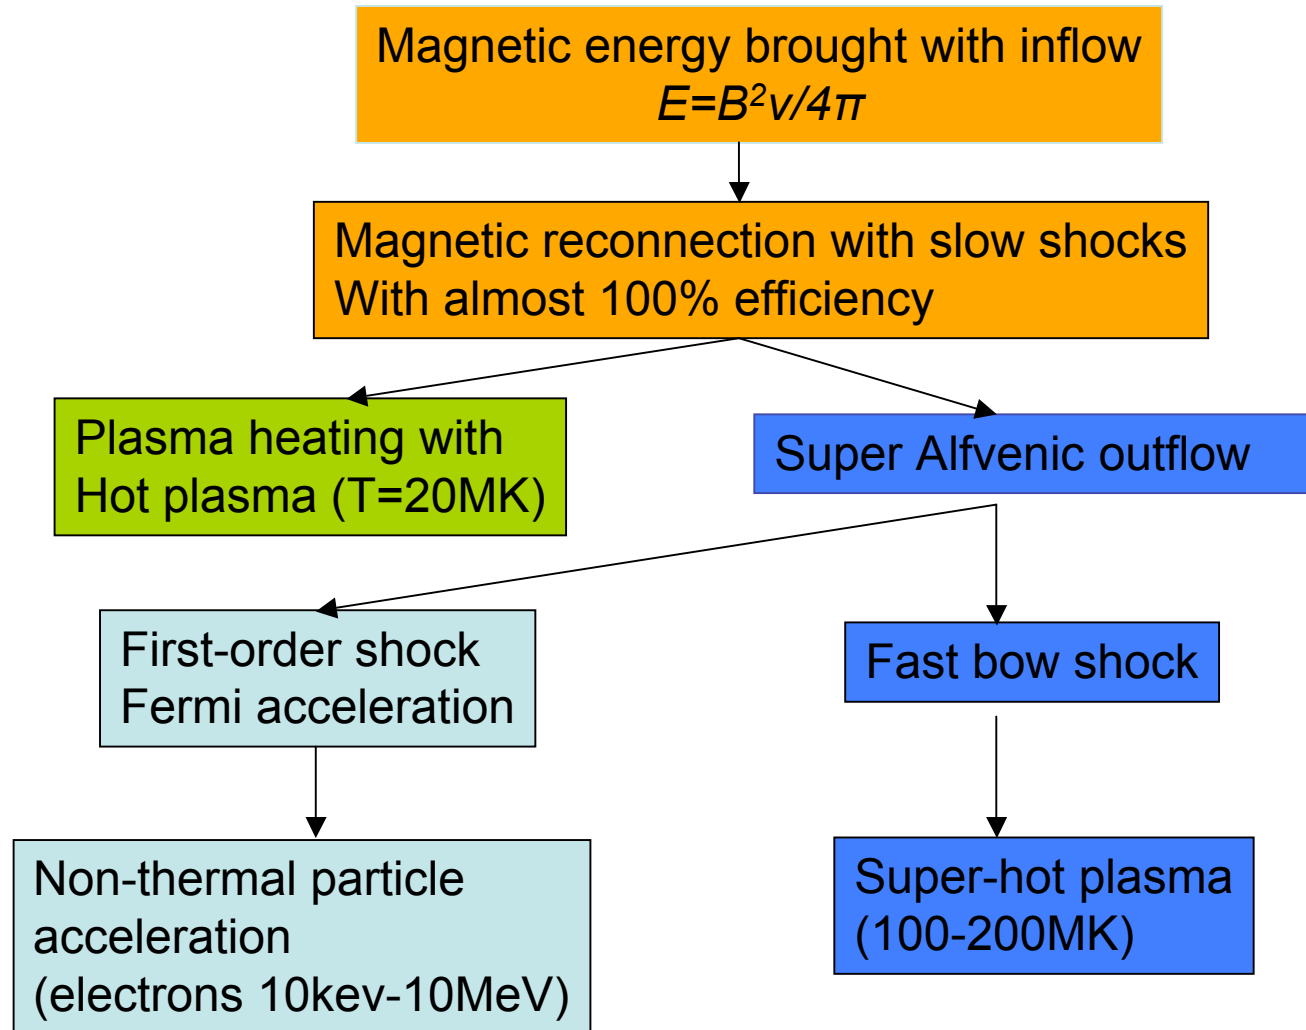 Magnetic energy brought with inflow
E=B²v/4π
Magnetic reconnection with slow shocks
With almost 100% efficiency
Plasma heating with
Hot plasma (T=20MK)
Super Alfvenic outflow
First-order shock
Fermi acceleration
Fast bow shock
Non-thermal particle
acceleration
(electrons 10kev-10MeV)
Super-hot plasma
(100-200MK)